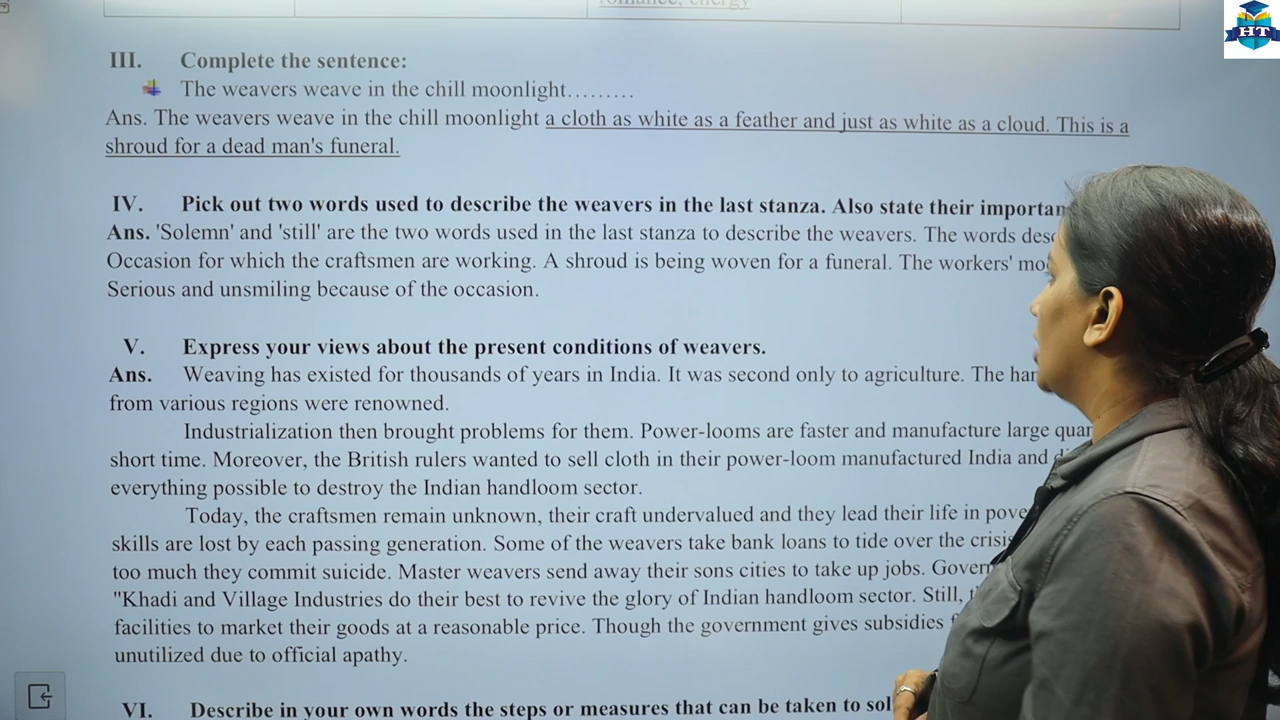 romance, energy
HT
III. Complete the sentence:
The weavers weave in the chill moonlight.........
Ans. The weavers weave in the chill moonlight a cloth as white as a feather and just as white as a cloud. This is a
shroud for a dead man's funeral.
IV. Pick out two words used to describe the weavers in the last stanza. Also state their
Ans. 'Solemn' and 'still' are the two words used in the last stanza to describe the weavers. The words
Occasion for which the craftsmen are working. A shroud is being woven for a funeral. The workers'
Serious and unsmiling because of the occasion.
V. Express your views about the present conditions of weavers.
Ans. Weaving has existed for thousands of years in India. It was second only to agriculture. The
from various regions were renowned.
Industrialization then brought problems for them. Power-looms are faster and manufacture large
short time. Moreover, the British rulers wanted to sell cloth in their power-loom manufactured India and
everything possible to destroy the Indian handloom sector.
Today, the craftsmen remain unknown, their craft undervalued and they lead their life in
skills are lost by each passing generation. Some of the weavers take bank loans to tide over the
too much they commit suicide. Master weavers send away their sons cities to take up jobs.
"Khadi and Village Industries do their best to revive the glory of Indian handloom sector. Still,
facilities to market their goods at a reasonable price. Though the government gives subsidies
unutilized due to official apathy.
VI. Describe in your own words the steps or measures that can be taken to